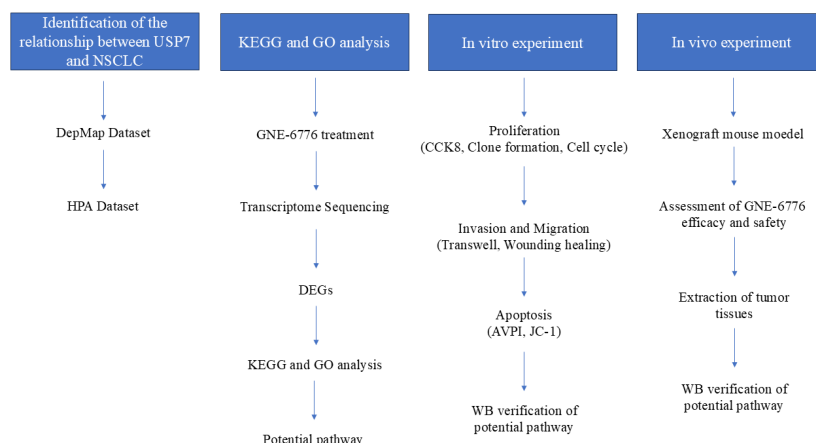 Identification of the
relationship between USP7
and NSCLC
DepMap Dataset
HPA Dataset
KEGG and GO analysis
GNE-6776 treatment
Transcriptome Sequencing
DEGs
KEGG and GO analysis
Potential pathway
In vitro experiment
Proliferation
(CCK8, Clone formation, Cell cycle)
Invasion and Migration
(Transwell, Wounding healing)
Apoptosis
(AVPI, JC-1)
WB verification of
potential pathway
In vivo experiment
Xenograft mouse moedel
Assessment of GNE-6776
efficacy and safety
Extraction of tumor
tissues
WB verification of
potential pathway